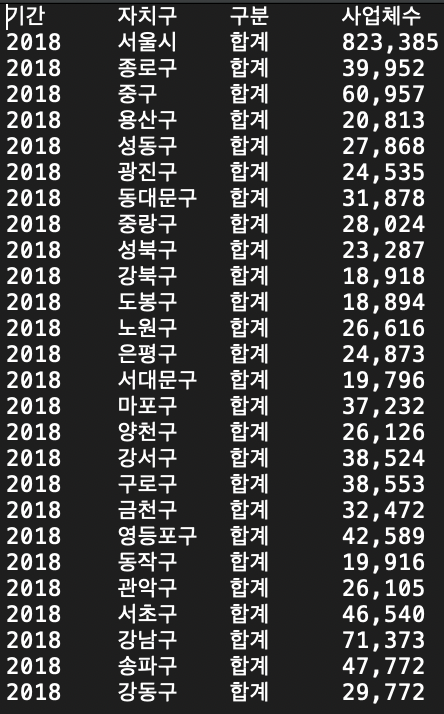 기간 자치구 구분 사업체수
2018 서울시 합계 823,385
2018 종로구 합계 39,952
2018 중구 합계 60,957
2018 용산구 합계 20,813
2018 성동구 합계 27,868
2018 광진구 합계 24,535
2018 동대문구 합계 31,878
2018 중랑구 합계 28,024
2018 성북구 합계 23,287
2018 강북구 합계 18,918
2018 도봉구 합계 18,894
2018 노원구 합계 26,616
2018 은평구 합계 24,873
2018 서대문구 합계 19,796
2018 마포구 합계 37,232
2018 양천구 합계 26,126
2018 강서구 합계 38,524
2018 구로구 합계 38,553
2018 금천구 합계 32,472
2018 영등포구 합계 42,589
2018 동작구 합계 19,916
2018 관악구 합계 26,105
2018 서초구 합계 46,540
2018 강남구 합계 71,373
2018 송파구 합계 47,772
2018 강동구 합계 29,772